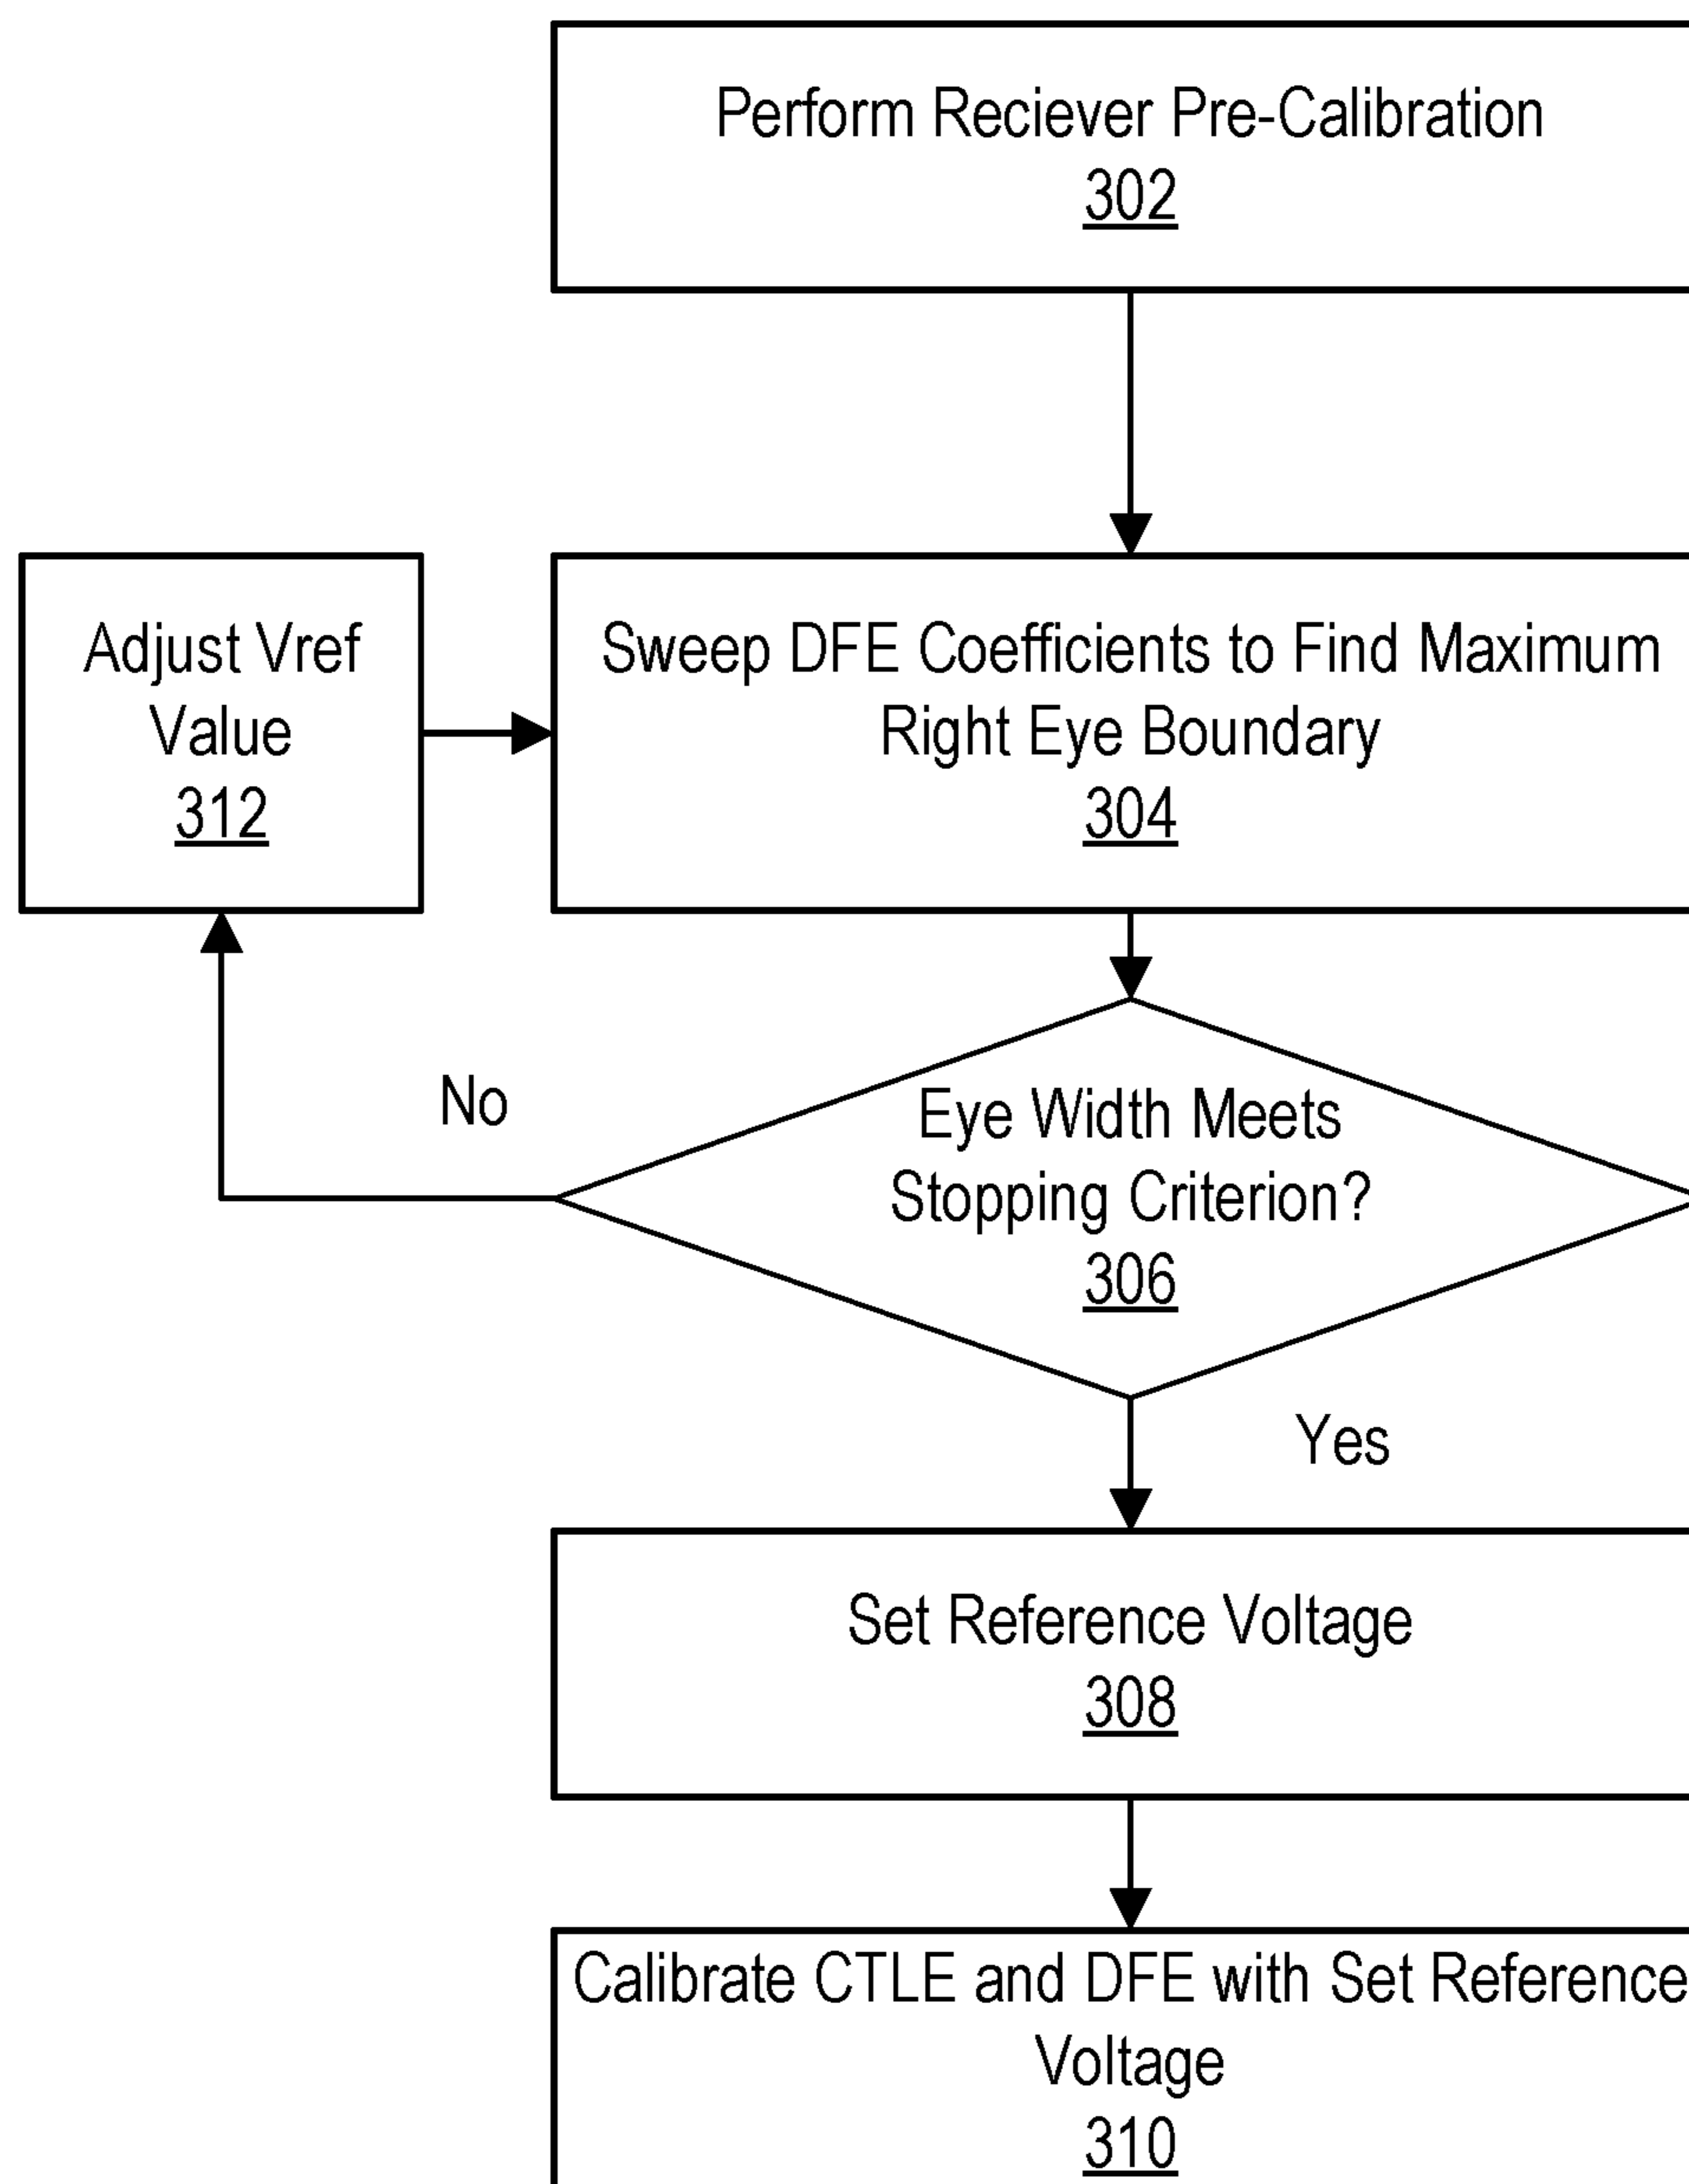 Perform Reciever Pre-Calibration
302
Adjust Vref
Value
312
Sweep DFE Coefficients to Find Maximum
Right Eye Boundary
304
No
Eye Width Meets
Stopping Criterion?
306
Yes
Set Reference Voltage
308
Calibrate CTLE and DFE with Set Reference
Voltage
310